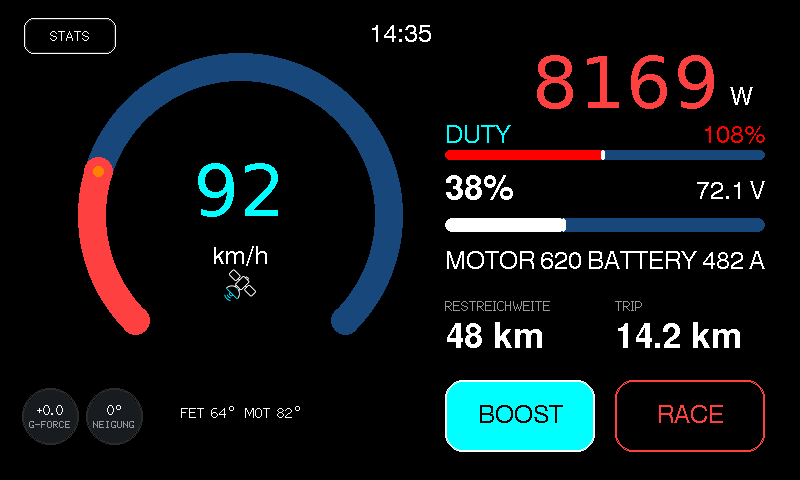 STATS
14:35
8169 W
DUTY 108%
92
km/h
38% 72.1 V
MOTOR 620 BATTERY 482 A
RESTREICHWEITE TRIP
48 km 14.2 km
+0.0
G-FORCE
0°
NEIGUNG
FET 64° MOT 82°
BOOST RACE